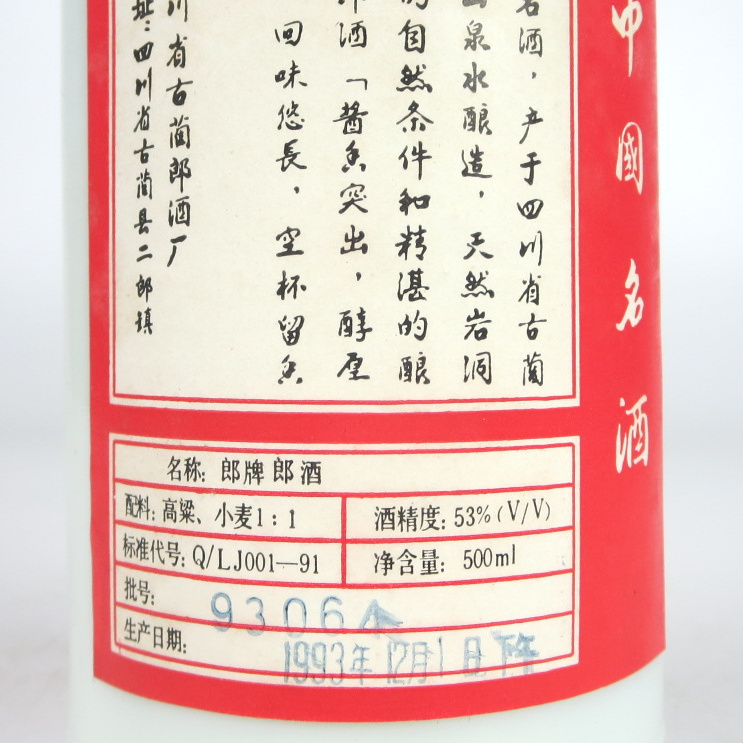 中國名酒
名酒，产于四川省古蔺
泉水酿造，天然岩洞
的自然条件和精湛的酿
酒「醬香突出，醇厚
回味悠長，空杯留香
川省古蔺郎酒厂
址：四川省古蔺县二郎镇
名称：郎牌郎酒
配料：高粱、小麦1：1
酒精度：53%(V/V)
标准代号：Q/LJ001—91
净含量：500ml
批号：9306
生产日期：1993年12月1日